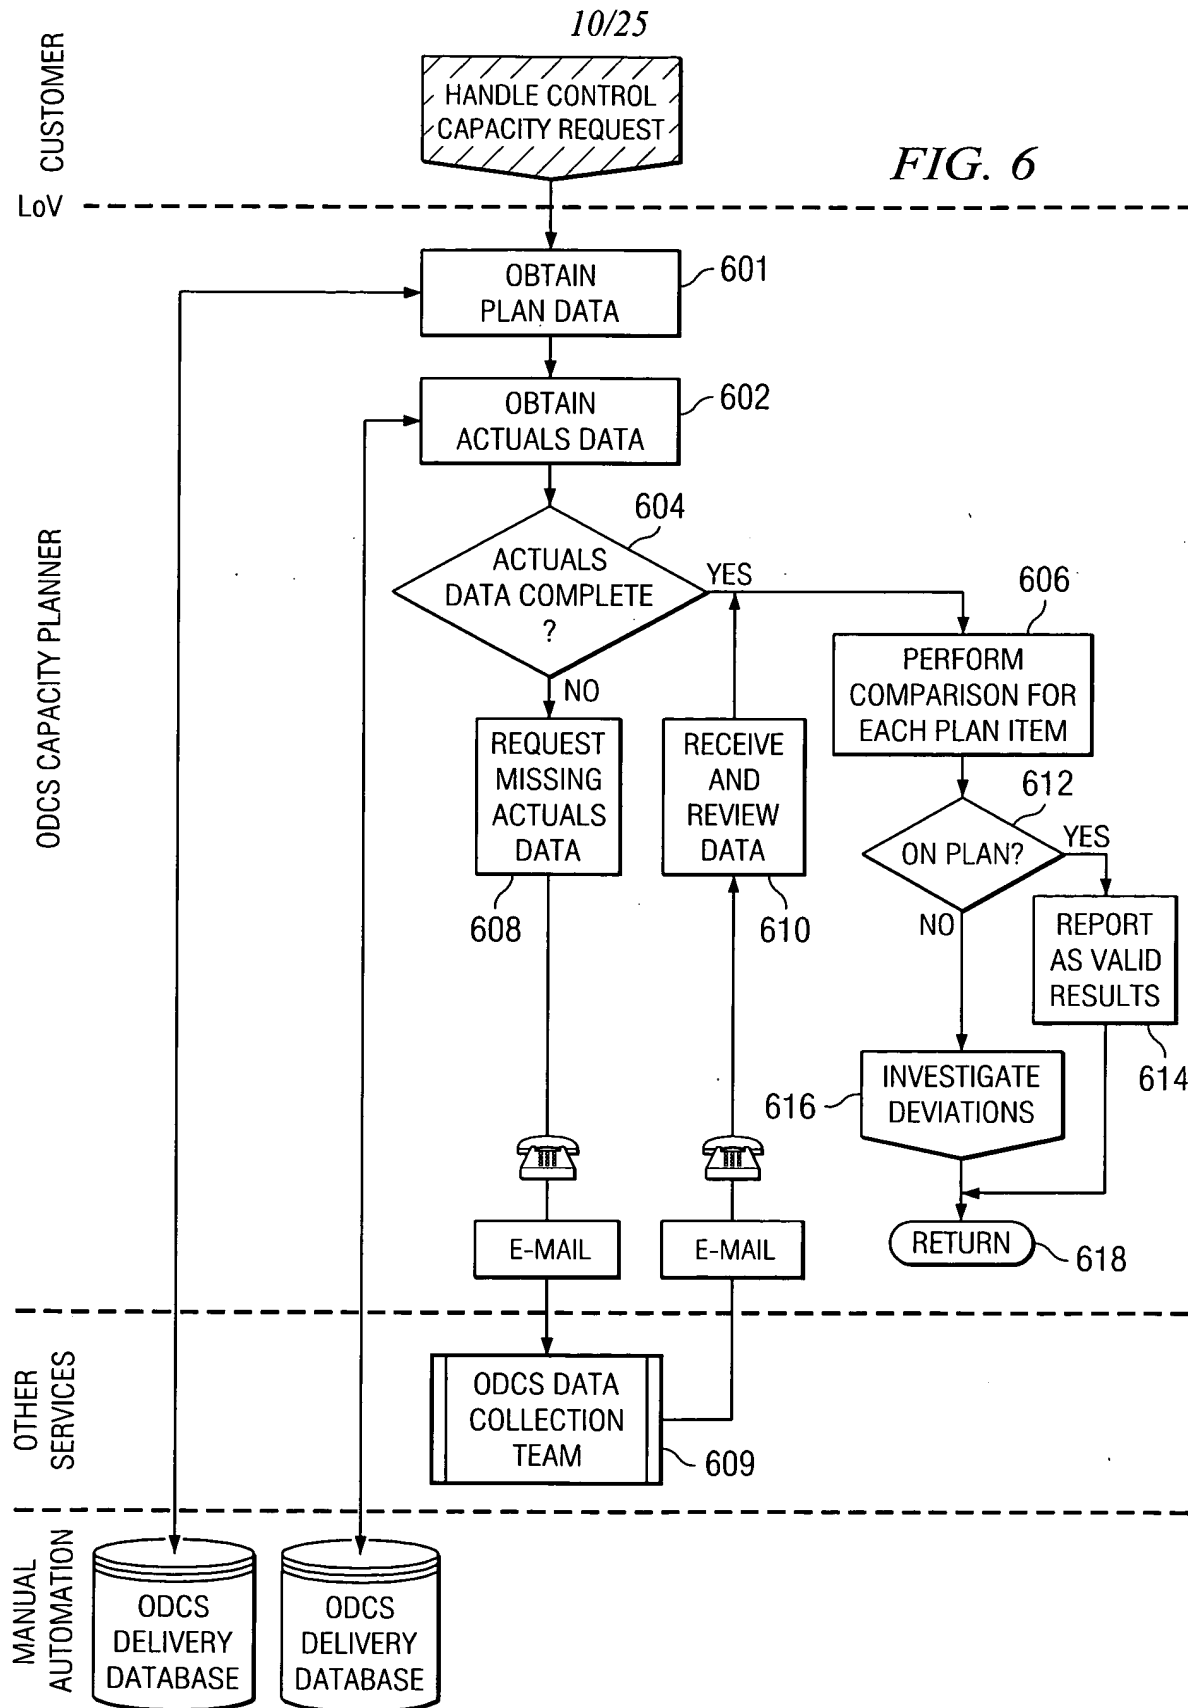 10/25
CUSTOMER
HANDLE CONTROL
CAPACITY REQUEST
FIG. 6
LoV
ODCS CAPACITY PLANNER
OBTAIN
PLAN DATA
601
OBTAIN
ACTUALS DATA
602
604
ACTUALS
DATA COMPLETE
?
YES
NO
606
PERFORM
COMPARISON FOR
EACH PLAN ITEM
REQUEST
MISSING
ACTUALS
DATA
608
RECEIVE
AND
REVIEW
DATA
610
612
ON PLAN?
YES
NO
REPORT
AS VALID
RESULTS
614
616
INVESTIGATE
DEVIATIONS
E-MAIL
E-MAIL
RETURN
618
OTHER
SERVICES
ODCS DATA
COLLECTION
TEAM
609
MANUAL
AUTOMATION
ODCS
DELIVERY
DATABASE
ODCS
DELIVERY
DATABASE